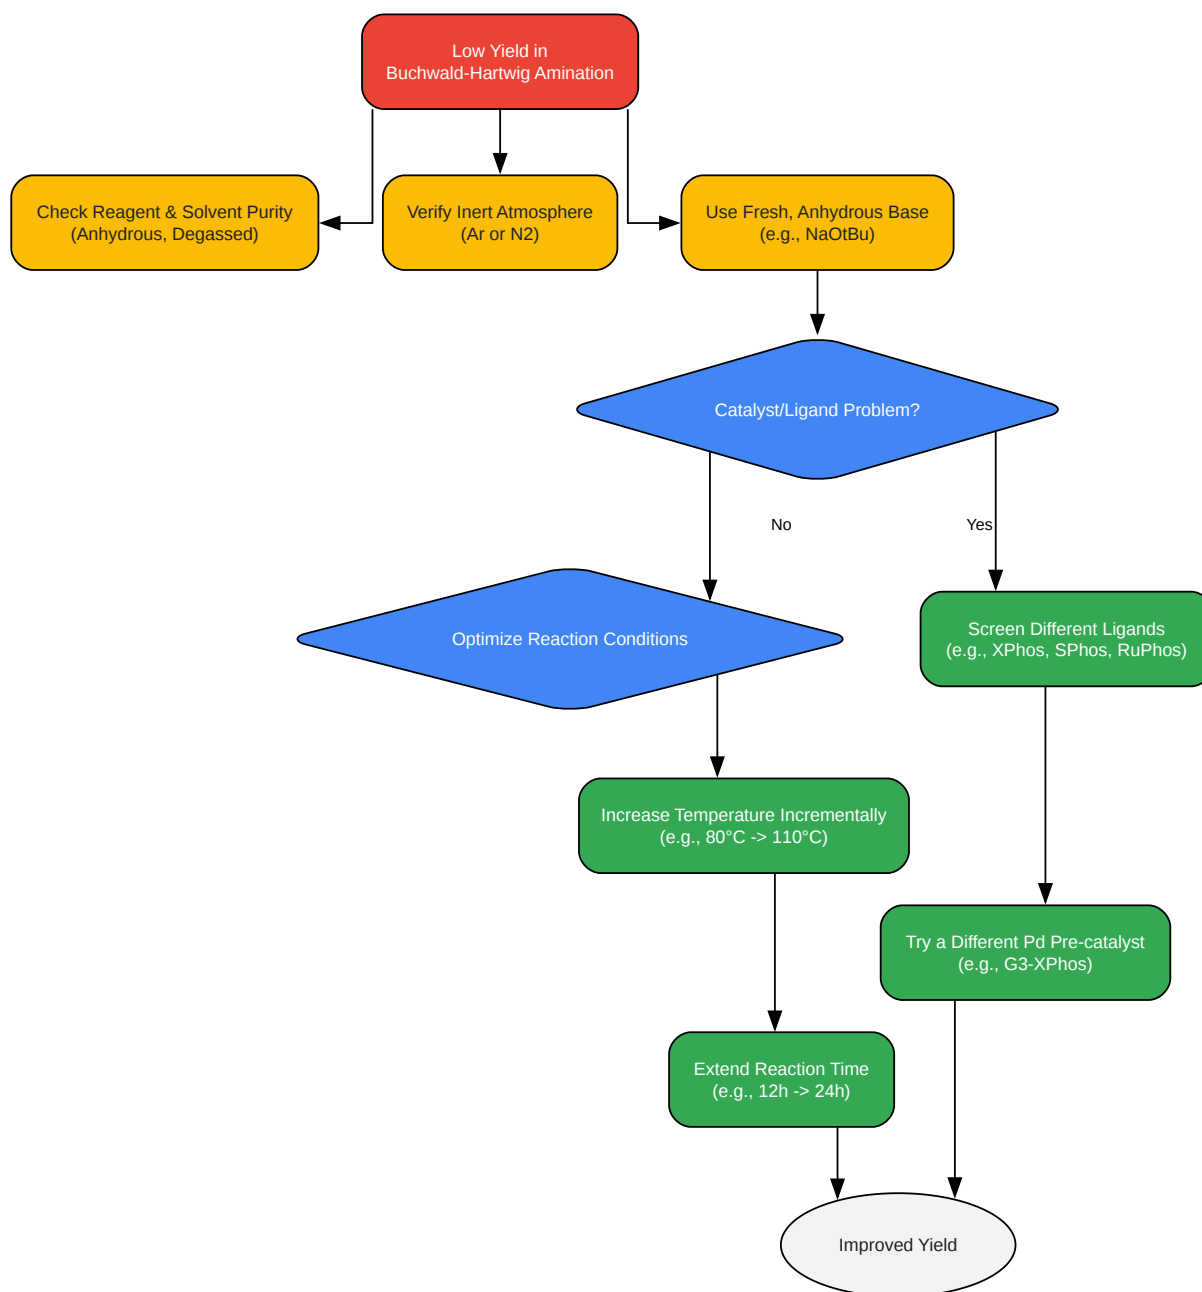 Low Yield in
Buchwald-Hartwig Amination
Check Reagent & Solvent Purity
(Anhydrous, Degassed)
Verify Inert Atmosphere
(Ar or N2)
Use Fresh, Anhydrous Base
(e.g., NaOtBu)
Catalyst/Ligand Problem?
No
Yes
Optimize Reaction Conditions
Screen Different Ligands
(e.g., XPhos, SPhos, RuPhos)
Increase Temperature Incrementally
(e.g., 80°C -> 110°C)
Try a Different Pd Pre-catalyst
(e.g., G3-XPhos)
Extend Reaction Time
(e.g., 12h -> 24h)
Improved Yield